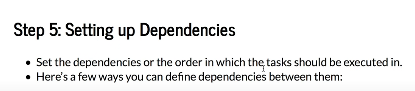 Step 5: Setting up Dependencies
• Set the dependencies or the order in which the tasks should be executed in.
• Here's a few ways you can define dependencies between them: